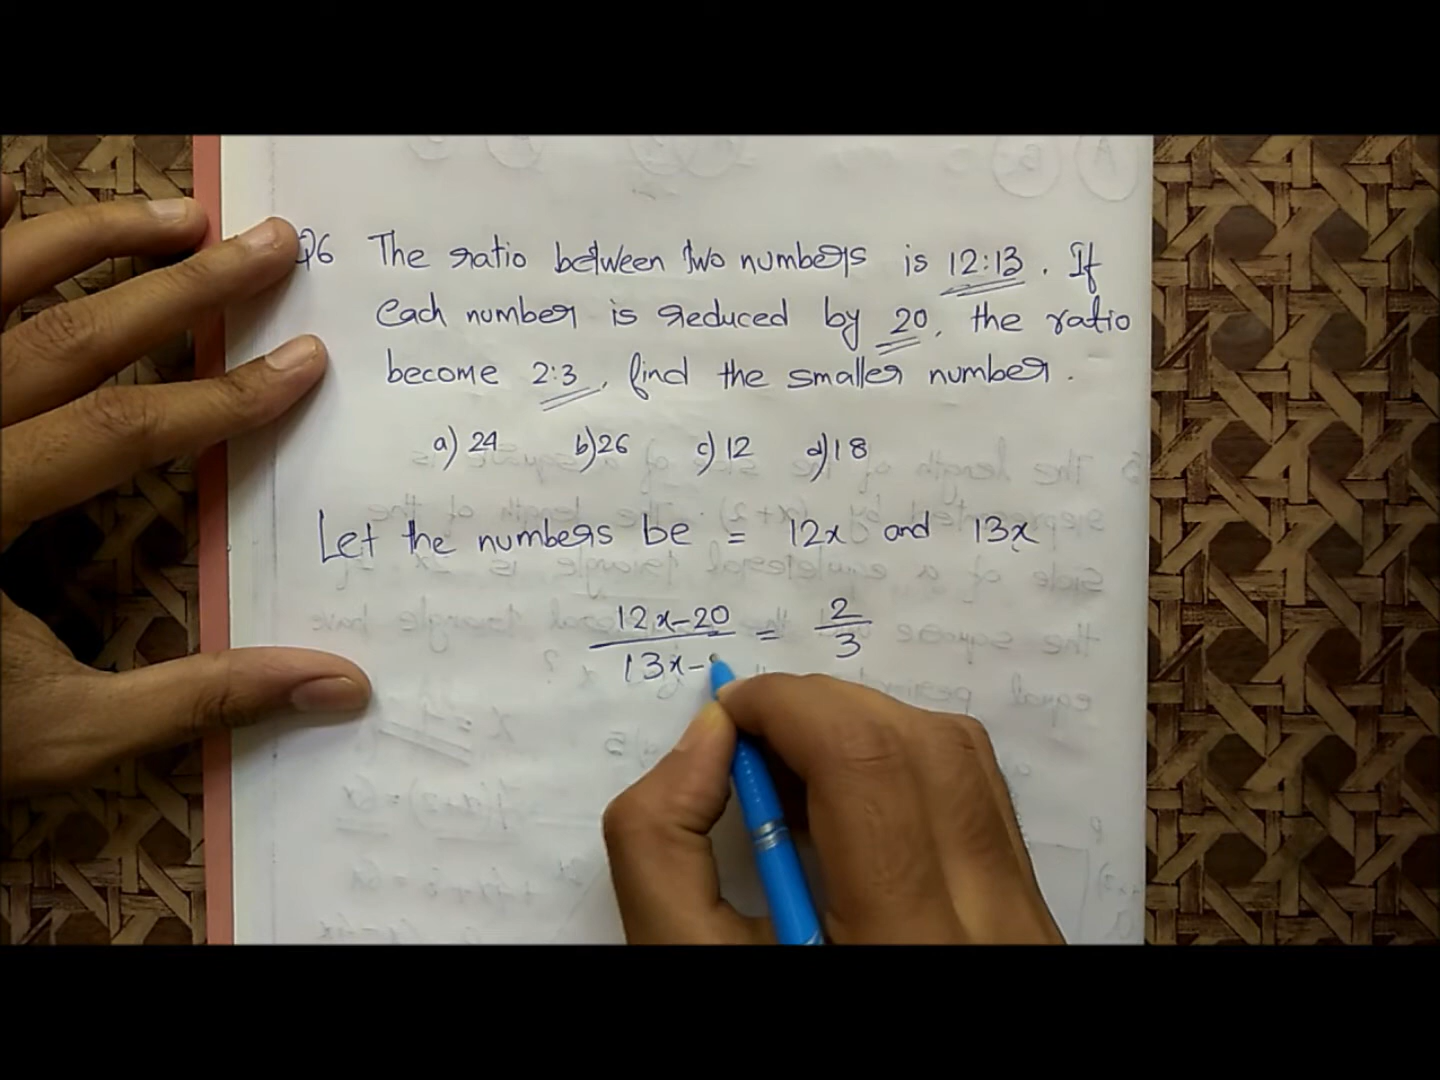 Q6 The ratio between two numbers is 12:13. If
each number is reduced by 20, the ratio
become 2:3, find the smaller number.
a) 24 b) 26 c) 12 d) 18
Let the numbers be = 12x and 13x
12x-20 = 2
13x- 3